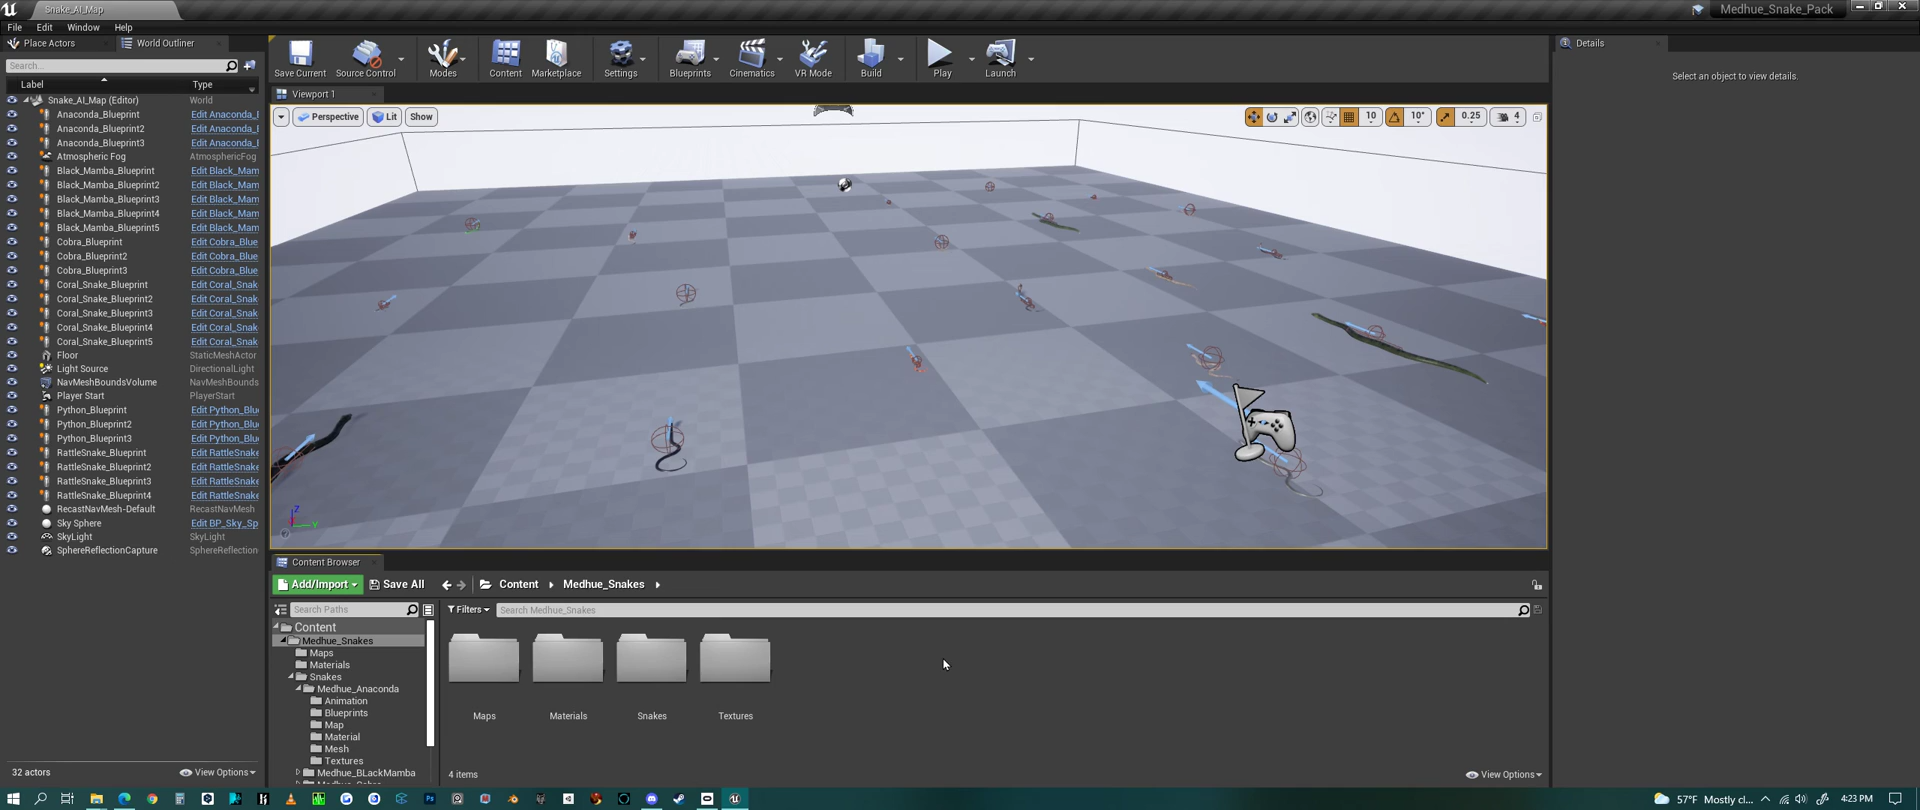 Snake_AI_Map
Medhue_Snake_Pack
File Edit Window Help
Place Actors
World Outliner
Search...
Label
Type
Snake_AI_Map (Editor) World
Anaconda_Blueprint Edit Anaconda_
Anaconda_Blueprint2 Edit Anaconda_
Anaconda_Blueprint3 Edit Anaconda_
Atmospheric Fog AtmosphericFog
Black_Mamba_Blueprint Edit Black_Mam
Black_Mamba_Blueprint2 Edit Black_Mam
Black_Mamba_Blueprint3 Edit Black_Mam
Black_Mamba_Blueprint4 Edit Black_Mam
Black_Mamba_Blueprint5 Edit Black_Mam
Cobra_Blueprint Edit Cobra_Blue
Cobra_Blueprint2 Edit Cobra_Blue
Cobra_Blueprint3 Edit Cobra_Blue
Coral_Snake_Blueprint Edit Coral_Snak
Coral_Snake_Blueprint2 Edit Coral_Snak
Coral_Snake_Blueprint3 Edit Coral_Snak
Coral_Snake_Blueprint4 Edit Coral_Snak
Coral_Snake_Blueprint5 Edit Coral_Snak
Floor StaticMeshActor
Light Source DirectionalLight
NavMeshBoundsVolume NavMeshBounds
Player Start PlayerStart
Python_Blueprint Edit Python_Blu
Python_Blueprint2 Edit Python_Blu
Python_Blueprint3 Edit Python_Blu
RattleSnake_Blueprint Edit RattleSnake
RattleSnake_Blueprint2 Edit RattleSnake
RattleSnake_Blueprint3 Edit RattleSnake
RattleSnake_Blueprint4 Edit RattleSnake
RecastNavMesh-Default RecastNavMesh
Sky Sphere Edit BP_Sky_Sp
SkyLight SkyLight
SphereReflectionCapture SphereReflection
32 actors
View Options
Save Current Source Control Modes Content Marketplace Settings Blueprints Cinematics VR Mode Build Play Launch
Viewport 1
Perspective Lit Show
10 10° 0.25 4
Z
Y
Details
Select an object to view details.
Content Browser
Add/Import Save All Content Medhue_Snakes
Search Paths
Filters
Search Medhue_Snakes
Content
Medhue_Snakes
Maps
Materials
Snakes
Medhue_Anaconda
Animation
Blueprints
Map
Material
Mesh
Textures
Medhue_BLackMamba
Maps Materials Snakes Textures
4 items
View Options
57°F Mostly cl...
4:23 PM